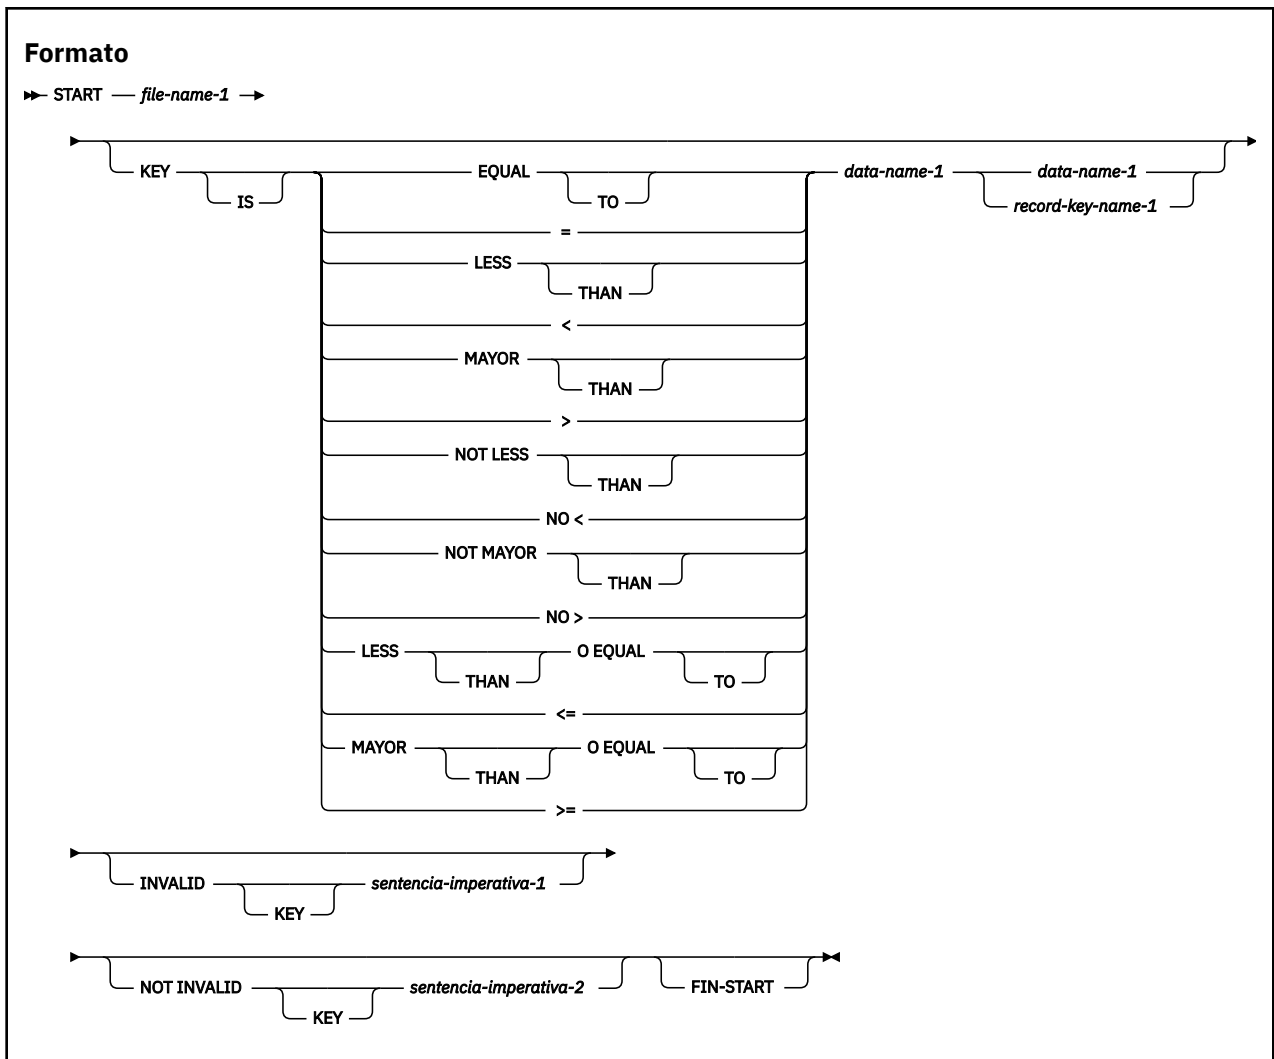 Formato
START file-name-1
KEY EQUAL data-name-1 data-name-1
IS TO record-key-name-1
=
LESS
THAN
<
MAYOR
THAN
>
NOT LESS
THAN
NO <
NOT MAYOR
THAN
NO >
LESS O EQUAL
THAN TO
<=
MAYOR O EQUAL
THAN TO
>=
INVALID sentencia-imperativa-1
KEY
NOT INVALID sentencia-imperativa-2 FIN-START
KEY